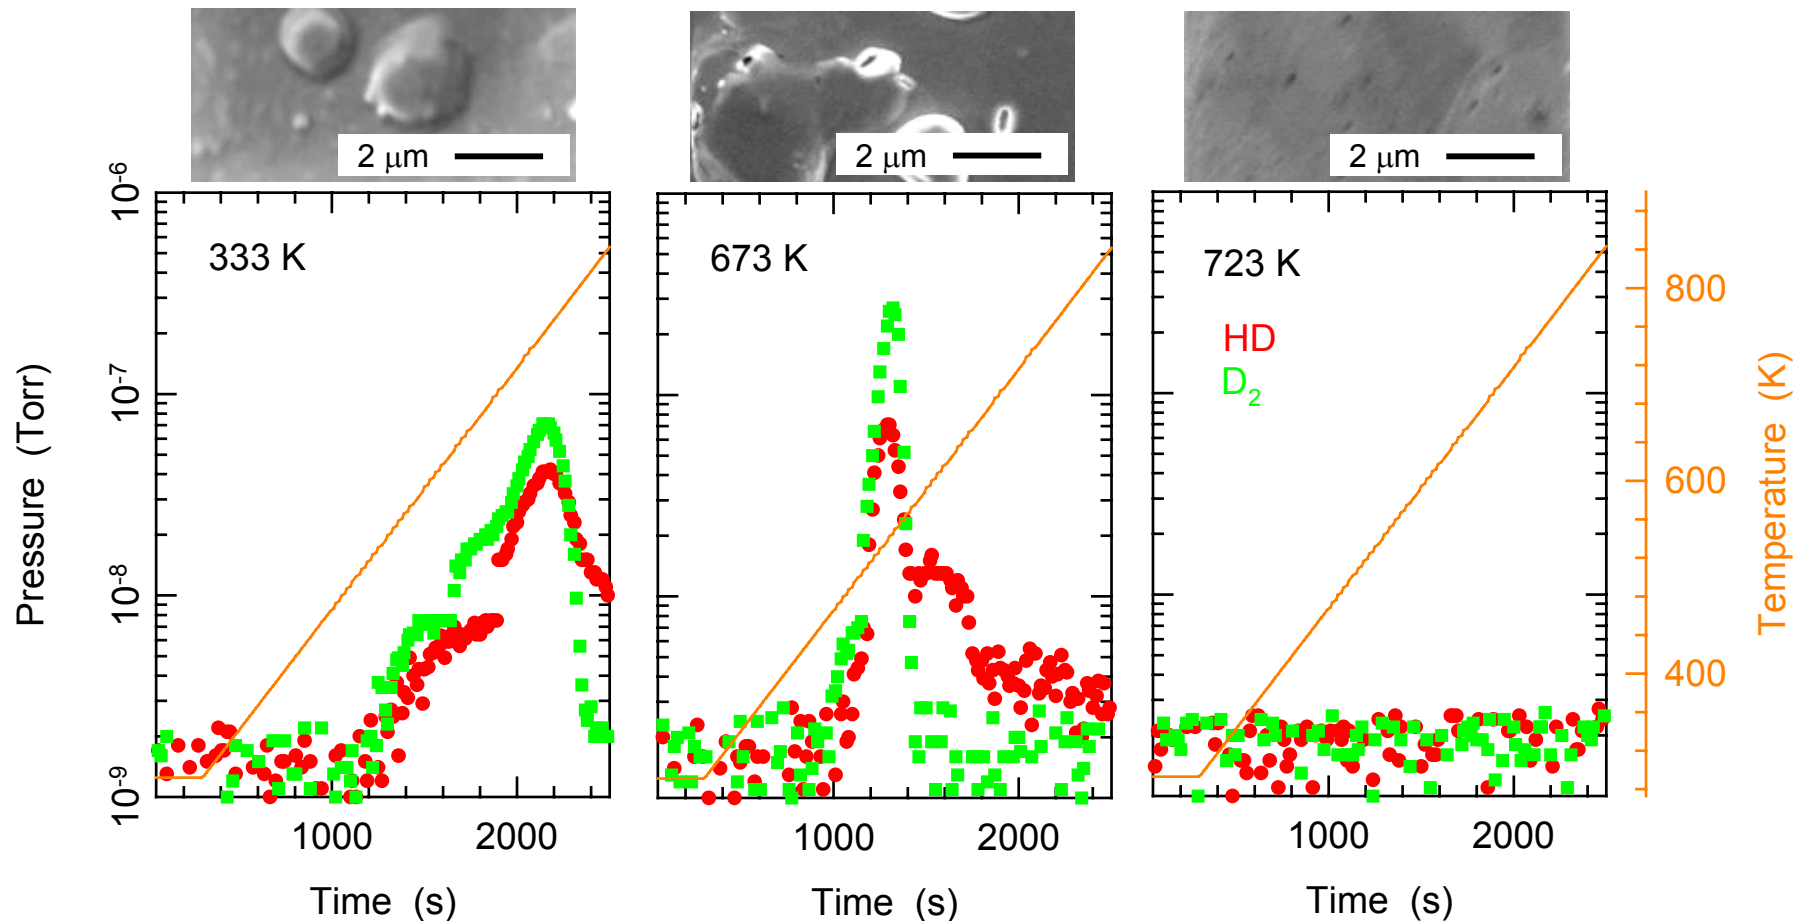 2 μm
2 μm
2 μm
333 K
673 K
723 K
HD
D2
10-6
10-7
10-8
10-9
Pressure (Torr)
1000 2000
1000 2000
1000 2000
Time (s)
Time (s)
Time (s)
800
600
400
Temperature (K)